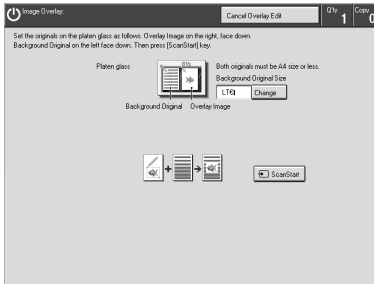 Image Overlay:
Cancel Overlay Edit
Q'ty
1
Copy
0
Set the originals on the platen glass as follows. Overlay Image on the right, face down.
Background Original on the left face down. Then press [ScanStart] key.
Platen glass
Both originals must be A4 size or less.
Background Original Size
Change
Background Original
Overlay Image
ScanStart